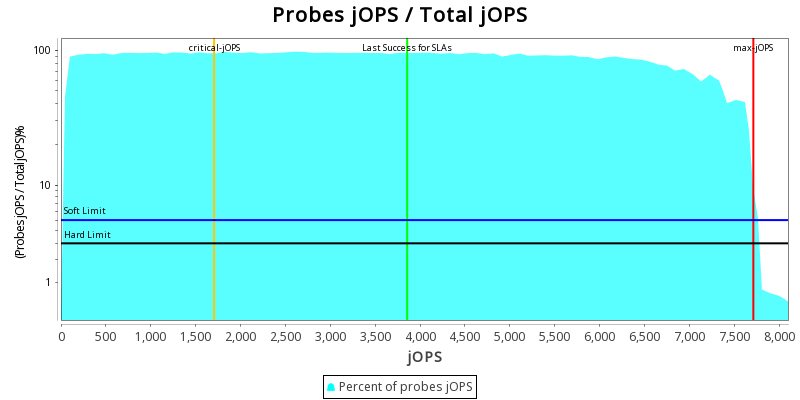 Probes jOPS / Total jOPS
critical-jOPS
Last Success for SLAs
max-jOPS
(Probes jOPS / Total jOPS)%
100
10
1
Soft Limit
Hard Limit
0 500 1,000 1,500 2,000 2,500 3,000 3,500 4,000 4,500 5,000 5,500 6,000 6,500 7,000 7,500 8,000
jOPS
Percent of probes jOPS